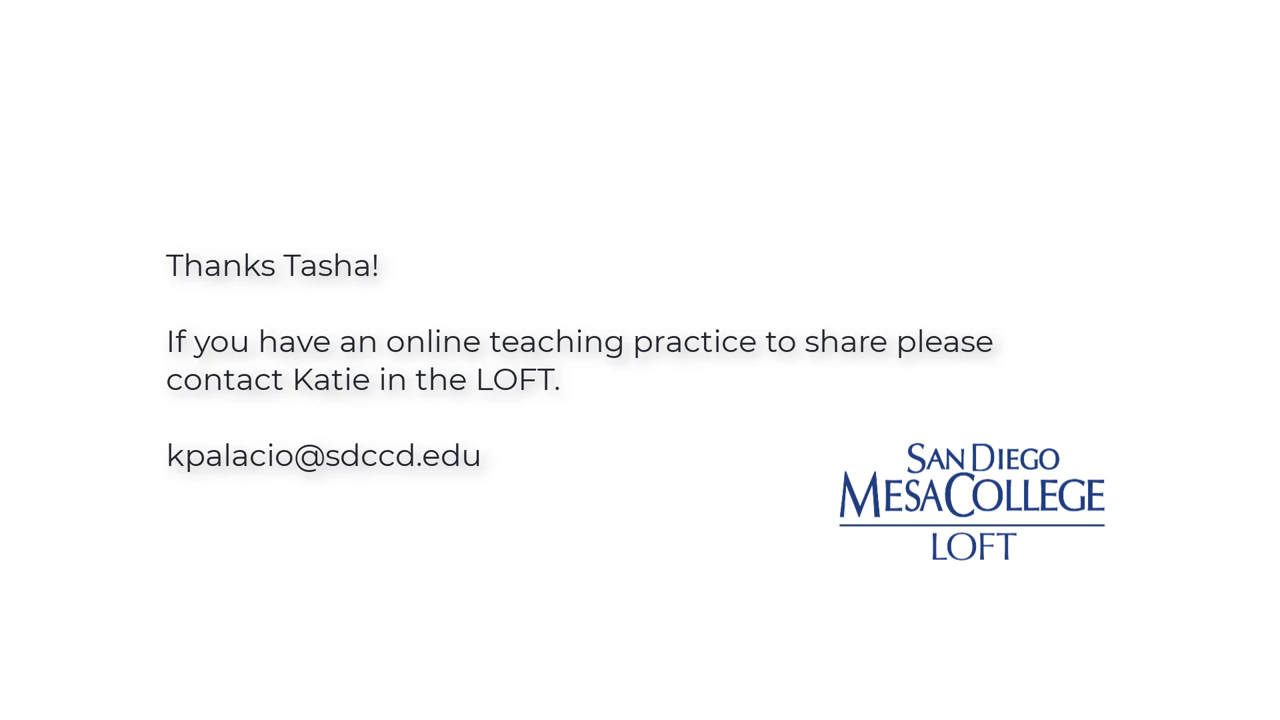 Thanks Tasha!
If you have an online teaching practice to share please
contact Katie in the LOFT.
kpalacio@sdccd.edu
SAN DIEGO
MESA COLLEGE
LOFT